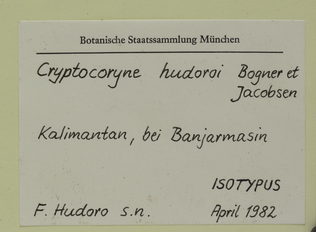 Botanische Staatssammlung München
Cryptocoryne hudoroi Bogner et
Jacobsen
Kalimantan, bei Banjarmasin
ISOTYPUS
F. Hudoro s.n. April 1982